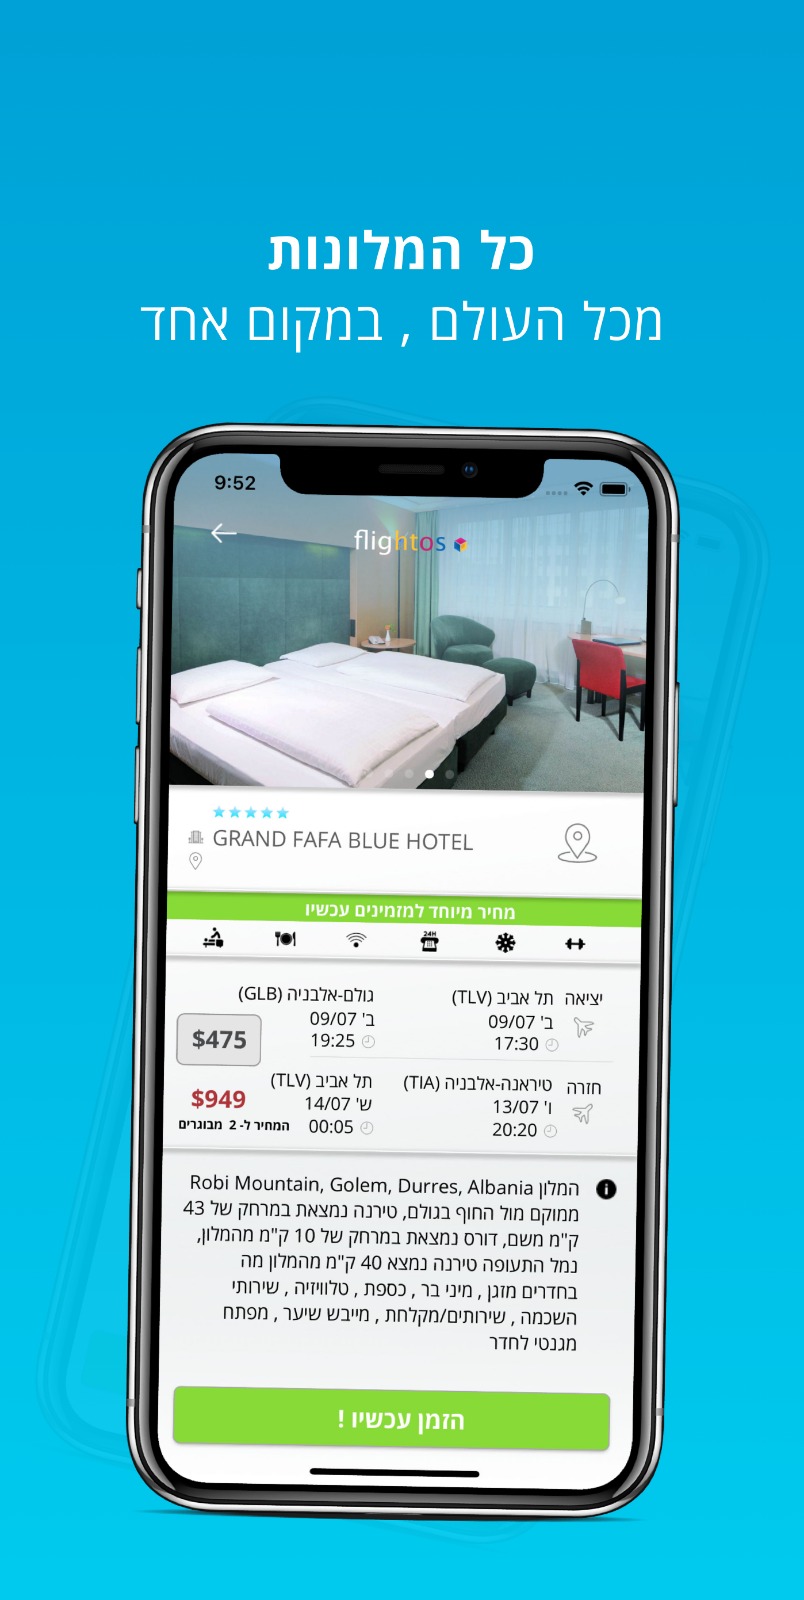 כל המלונות
מכל העולם , במקום אחד
9:52
flightos
GRAND FAFA BLUE HOTEL
מחיר מיוחד למזמינים עכשיו
24H
יציאה תל אביב (TLV) גולם-אלבניה (GLB)
ב' 09/07 ב' 09/07
17:30 19:25
$475
חזרה טיראנה-אלבניה (TIA) תל אביב (TLV)
ו' 13/07 ש' 14/07
20:20 00:05
$949
המחיר ל- 2 מבוגרים
המלון Robi Mountain, Golem, Durres, Albania
ממוקם מול החוף בגולם, טירנה נמצאת במרחק של 43
ק"מ משם, דורס נמצאת במרחק של 10 ק"מ מהמלון,
נמל התעופה טירנה נמצא 40 ק"מ מהמלון מה
בחדרים מזגן , מיני בר , כספת , טלוויזיה , שירותי
השכמה , שירותים/מקלחת , מייבש שיער , מפתח
מגנטי לחדר
הזמן עכשיו !